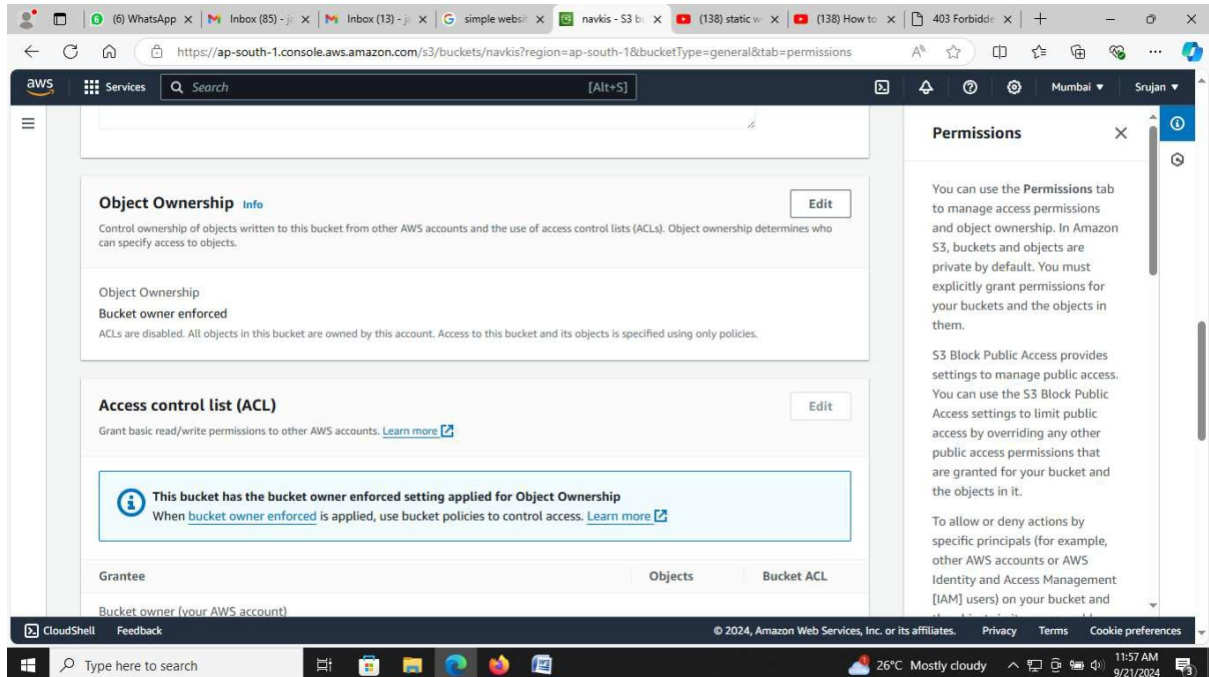 (6) WhatsApp
Inbox (85) - j
Inbox (13) - ja
simple websit
navkis - S3 bu
(138) static w
(138) How to
403 Forbidde
https://ap-south-1.console.aws.amazon.com/s3/buckets/navkis?region=ap-south-1&bucketType=general&tab=permissions
aws
Services
Search
[Alt+S]
Mumbai
Srujan
Object Ownership Info
Edit
Control ownership of objects written to this bucket from other AWS accounts and the use of access control lists (ACLs). Object ownership determines who
can specify access to objects.
Object Ownership
Bucket owner enforced
ACLs are disabled. All objects in this bucket are owned by this account. Access to this bucket and its objects is specified using only policies.
Access control list (ACL)
Edit
Grant basic read/write permissions to other AWS accounts. Learn more
This bucket has the bucket owner enforced setting applied for Object Ownership
When bucket owner enforced is applied, use bucket policies to control access. Learn more
Grantee Objects Bucket ACL
Bucket owner (your AWS account)
Permissions
You can use the Permissions tab
to manage access permissions
and object ownership. In Amazon
S3, buckets and objects are
private by default. You must
explicitly grant permissions for
your buckets and the objects in
them.
S3 Block Public Access provides
settings to manage public access.
You can use the S3 Block Public
Access settings to limit public
access by overriding any other
public access permissions that
are granted for your bucket and
the objects in it.
To allow or deny actions by
specific principals (for example,
other AWS accounts or AWS
Identity and Access Management
[IAM] users) on your bucket and
CloudShell Feedback
© 2024, Amazon Web Services, Inc. or its affiliates. Privacy Terms Cookie preferences
Type here to search
26°C Mostly cloudy
11:57 AM
9/21/2024
3